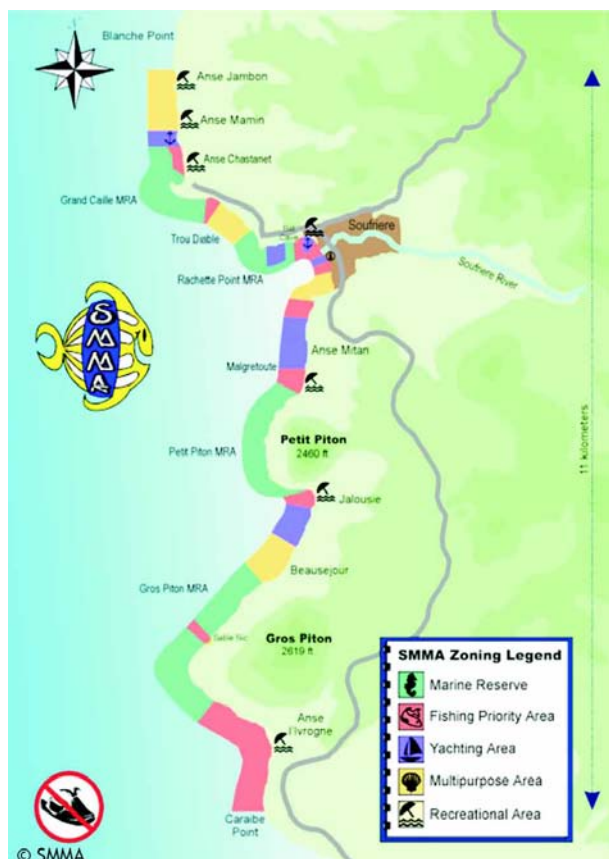 Blanche Point
Anse Jambon
Anse Mamin
Anse Chastanet
Grand Caille MRA
Trou Diable
Soufriere
Rachette Point MRA
Soufriere River
SMMA
Anse Mitan
Malgretoute
Petit Piton
2460 ft
Petit Piton MRA
Jalousie
11 kilometers
Beausejour
Gros Piton MRA
Gros Piton
2619 ft
Anse
l'Ivrogne
Caraibe
Point
SMMA Zoning Legend
Marine Reserve
Fishing Priority Area
Yachting Area
Multipurpose Area
Recreational Area
© SMMA